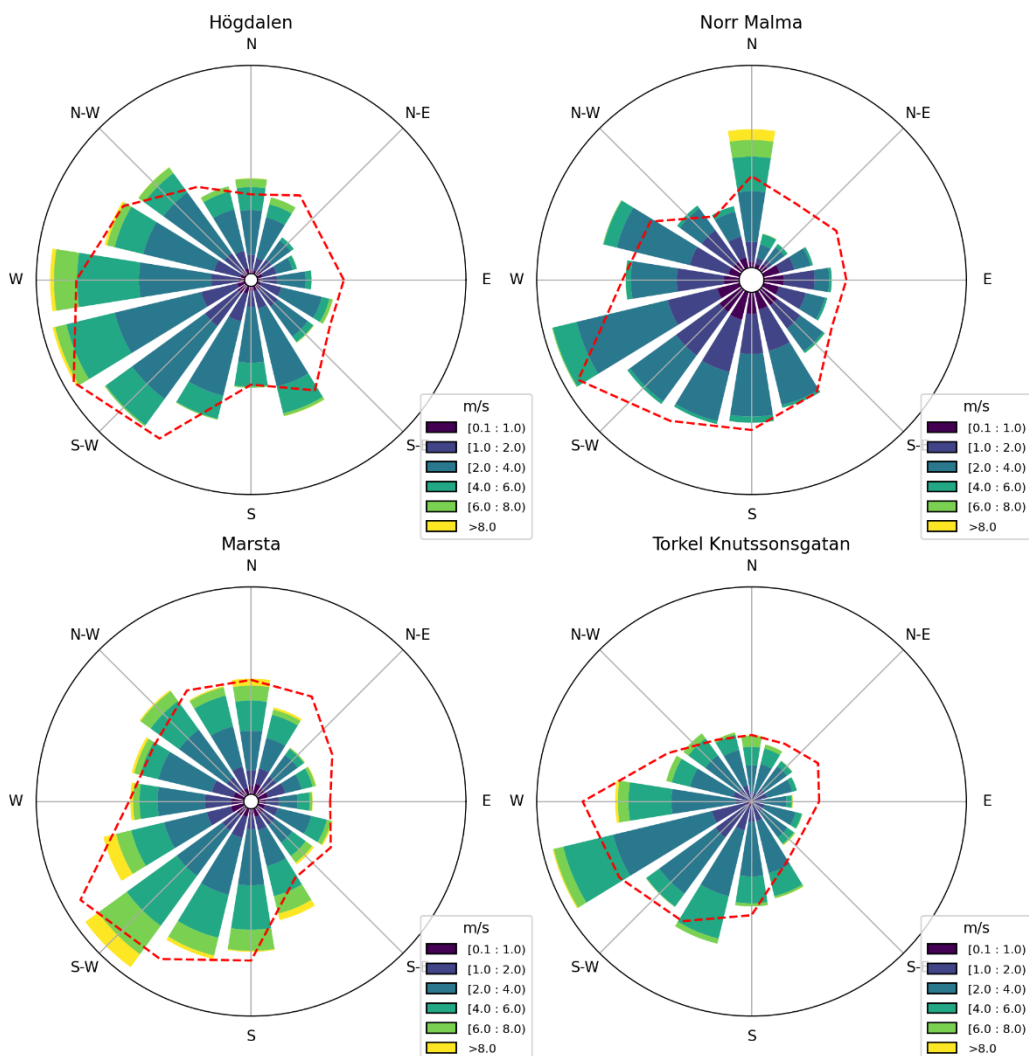 Högdalen
N
N-W
N-E
W
E
S-W
S-E
S
m/s
[0.1 : 1.0)
[1.0 : 2.0)
[2.0 : 4.0)
[4.0 : 6.0)
[6.0 : 8.0)
>8.0
Norr Malma
N
N-W
N-E
W
E
S-W
S-E
S
m/s
[0.1 : 1.0)
[1.0 : 2.0)
[2.0 : 4.0)
[4.0 : 6.0)
[6.0 : 8.0)
>8.0
Marsta
N
N-W
N-E
W
E
S-W
S-E
S
m/s
[0.1 : 1.0)
[1.0 : 2.0)
[2.0 : 4.0)
[4.0 : 6.0)
[6.0 : 8.0)
>8.0
Torkel Knutssonsgatan
N
N-W
N-E
W
E
S-W
S-E
S
m/s
[0.1 : 1.0)
[1.0 : 2.0)
[2.0 : 4.0)
[4.0 : 6.0)
[6.0 : 8.0)
>8.0